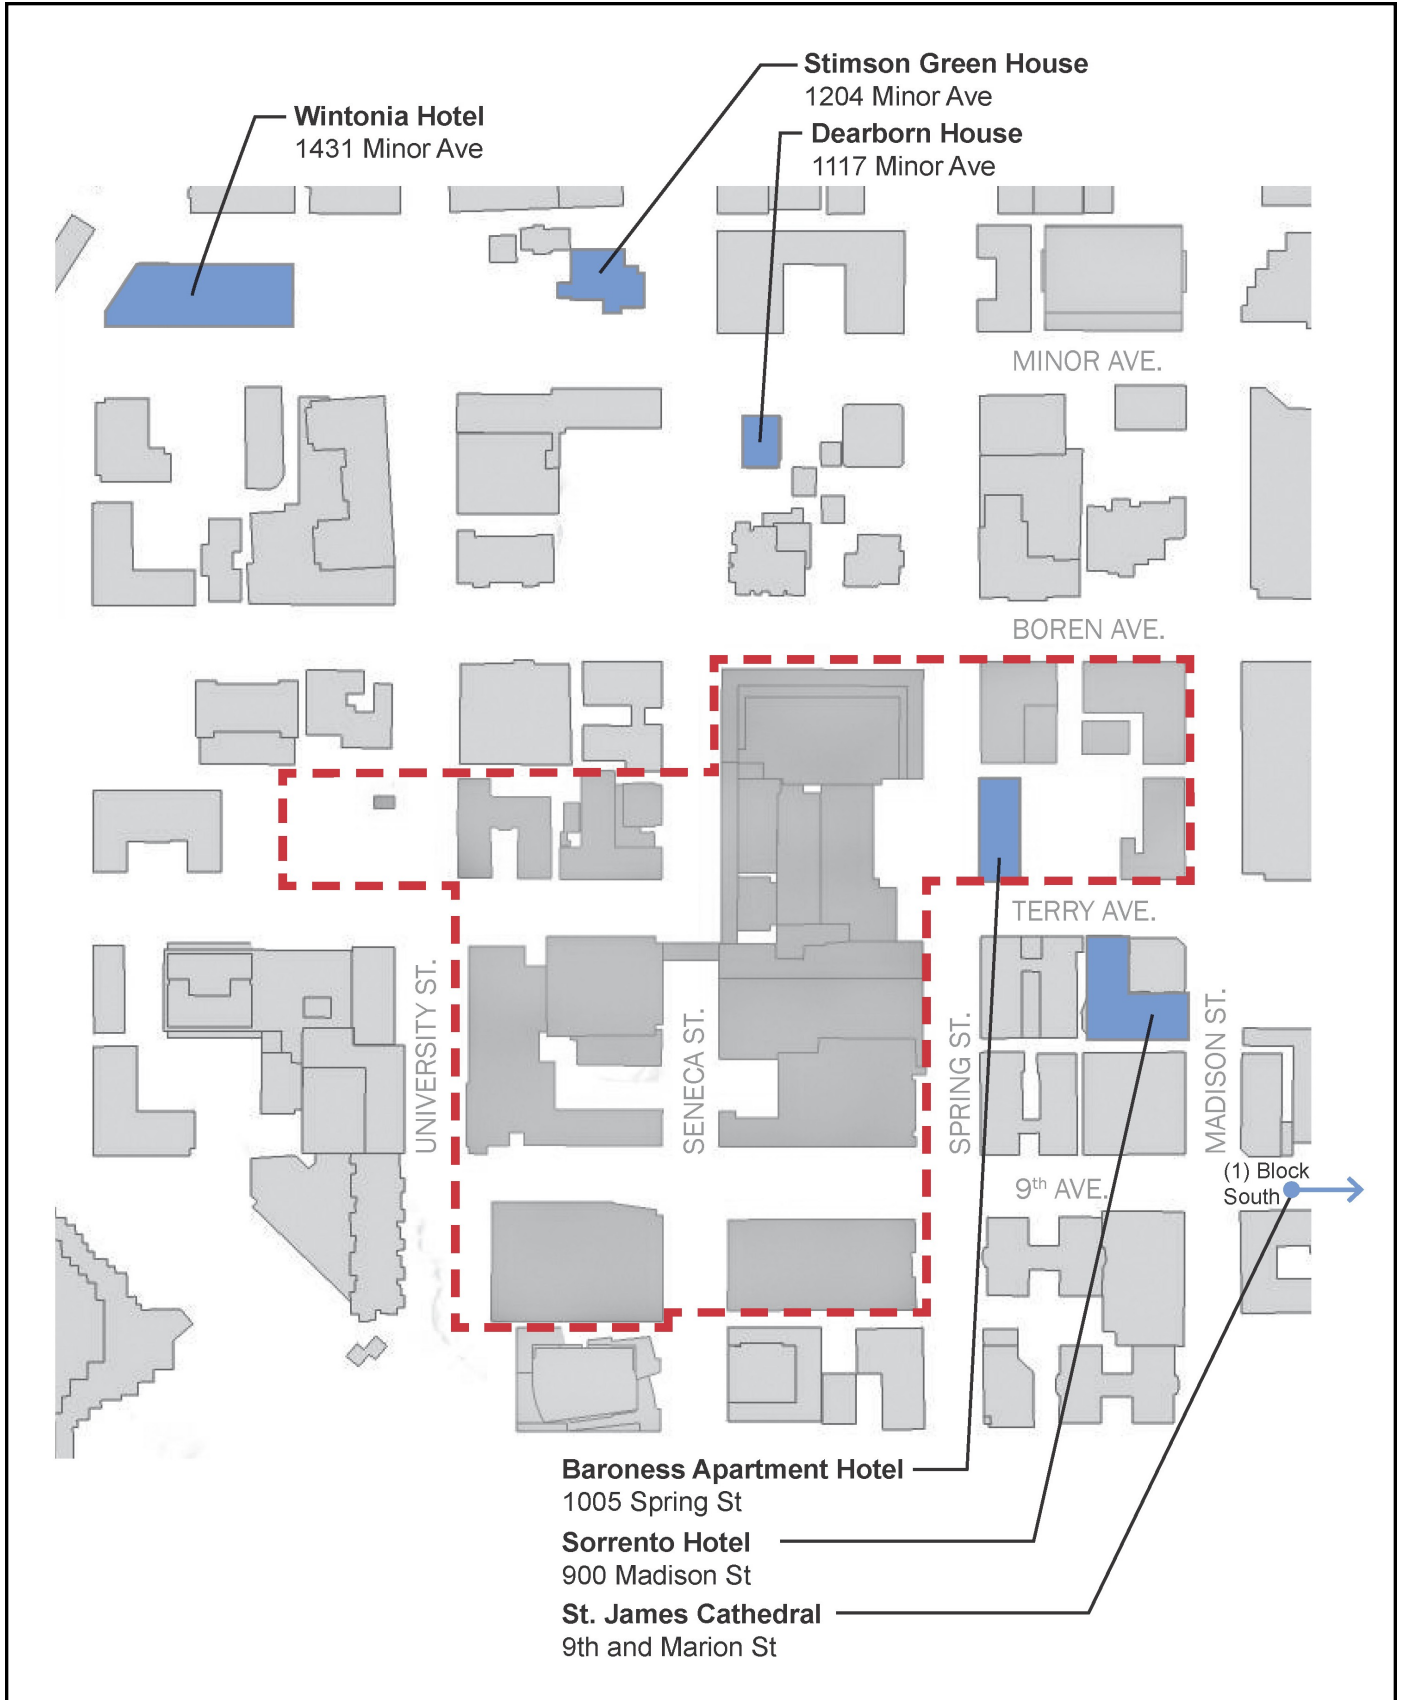 Stimson Green House
1204 Minor Ave
Wintonia Hotel
1431 Minor Ave
Dearborn House
1117 Minor Ave
MINOR AVE.
BOREN AVE.
TERRY AVE.
UNIVERSITY ST.
SENECA ST.
SPRING ST.
MADISON ST.
9th AVE.
(1) Block
South
Baroness Apartment Hotel
1005 Spring St
Sorrento Hotel
900 Madison St
St. James Cathedral
9th and Marion St